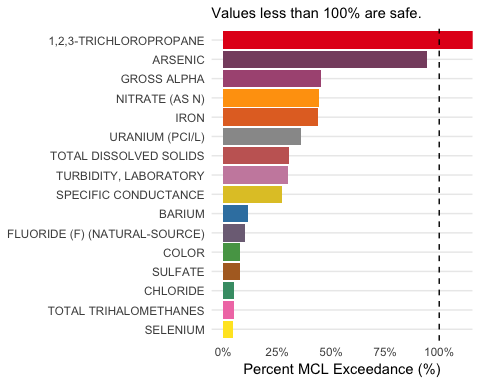 Values less than 100% are safe.
1,2,3-TRICHLOROPROPANE
ARSENIC
GROSS ALPHA
NITRATE (AS N)
IRON
URANIUM (PCI/L)
TOTAL DISSOLVED SOLIDS
TURBIDITY, LABORATORY
SPECIFIC CONDUCTANCE
BARIUM
FLUORIDE (F) (NATURAL-SOURCE)
COLOR
SULFATE
CHLORIDE
TOTAL TRIHALOMETHANES
SELENIUM
0% 25% 50% 75% 100%
Percent MCL Exceedance (%)